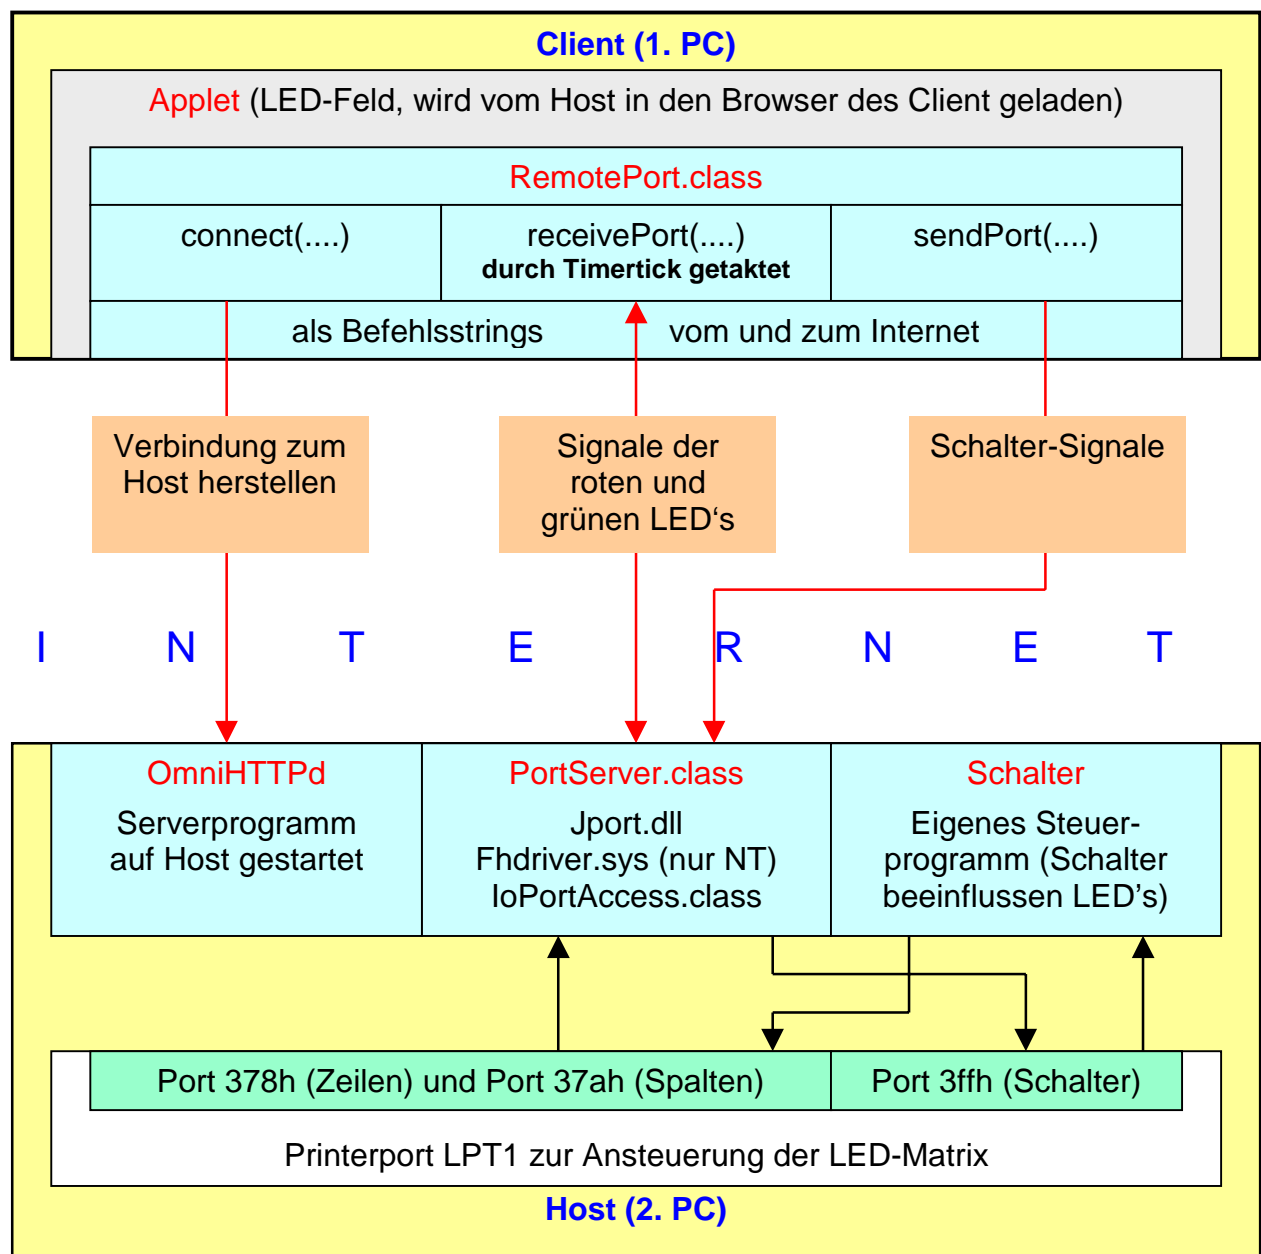 Client (1. PC)
Applet (LED-Feld, wird vom Host in den Browser des Client geladen)
RemotePort.class
connect(....)
receivePort(....)
durch Timertick getaktet
sendPort(....)
als Befehlsstrings vom und zum Internet
Verbindung zum
Host herstellen
Signale der
roten und
grünen LED‘s
Schalter-Signale
I N T E R N E T
OmniHTTPd
Serverprogramm
auf Host gestartet
PortServer.class
Jport.dll
Fhdriver.sys (nur NT)
IoPortAccess.class
Schalter
Eigenes Steuer-
programm (Schalter
beeinflussen LED’s)
Port 378h (Zeilen) und Port 37ah (Spalten)
Port 3ffh (Schalter)
Printerport LPT1 zur Ansteuerung der LED-Matrix
Host (2. PC)